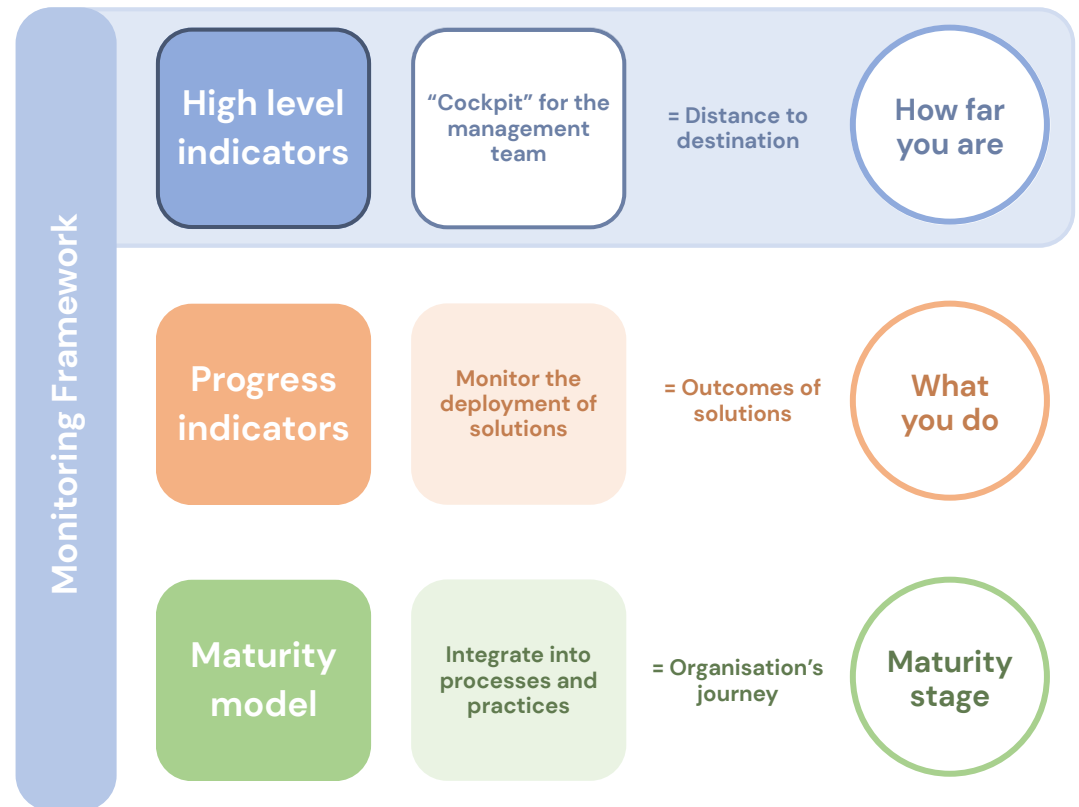 Monitoring Framework
High level
indicators
“Cockpit” for the
management
team
= Distance to
destination
How far
you are
Progress
indicators
Monitor the
deployment of
solutions
= Outcomes of
solutions
What
you do
Maturity
model
Integrate into
processes and
practices
= Organisation’s
journey
Maturity
stage